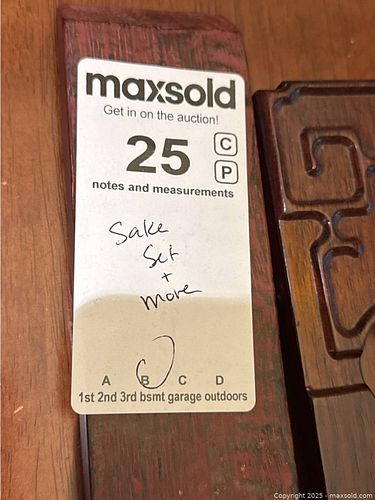 maxsold
Get in on the auction!
25
C
P
notes and measurements
Sake
Set
+
more
A B C D
1st 2nd 3rd bsmt garage outdoors
Copyright © 2025 - maxsold.com